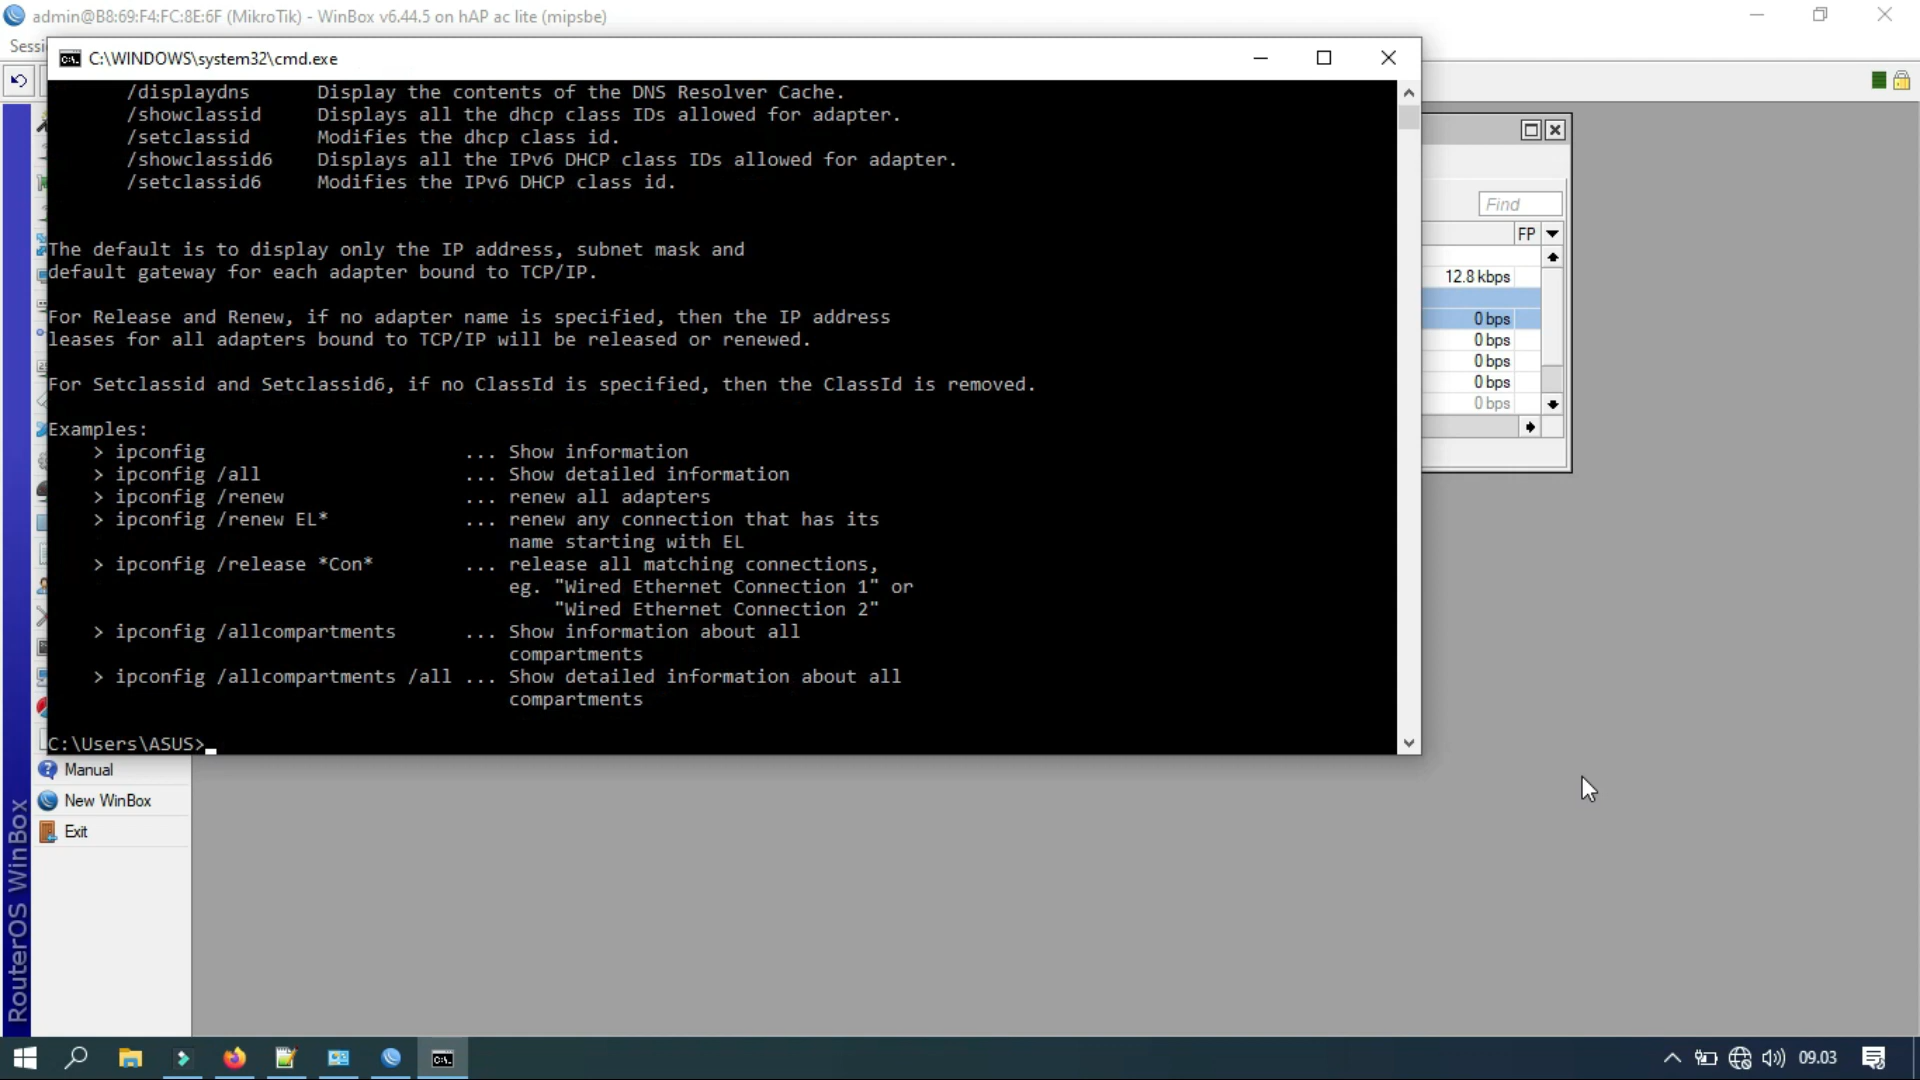 admin@B8:69:F4:FC:8E:6F (MikroTik) - WinBox v6.44.5 on hAP ac lite (mipsbe)
Sessi
C:\WINDOWS\system32\cmd.exe
/displaydns Display the contents of the DNS Resolver Cache.
/showclassid Displays all the dhcp class IDs allowed for adapter.
/setclassid Modifies the dhcp class id.
/showclassid6 Displays all the IPv6 DHCP class IDs allowed for adapter.
/setclassid6 Modifies the IPv6 DHCP class id.
The default is to display only the IP address, subnet mask and
default gateway for each adapter bound to TCP/IP.
For Release and Renew, if no adapter name is specified, then the IP address
leases for all adapters bound to TCP/IP will be released or renewed.
For Setclassid and Setclassid6, if no ClassId is specified, then the ClassId is removed.
Examples:
> ipconfig ... Show information
> ipconfig /all ... Show detailed information
> ipconfig /renew ... renew all adapters
> ipconfig /renew EL* ... renew any connection that has its
name starting with EL
> ipconfig /release *Con* ... release all matching connections,
eg. "Wired Ethernet Connection 1" or
"Wired Ethernet Connection 2"
> ipconfig /allcompartments ... Show information about all
compartments
> ipconfig /allcompartments /all ... Show detailed information about all
compartments
C:\Users\ASUS>
Find
FP
12.8 kbps
0 bps
0 bps
0 bps
0 bps
0 bps
Manual
New WinBox
Exit
RouterOS WinBox
09.03